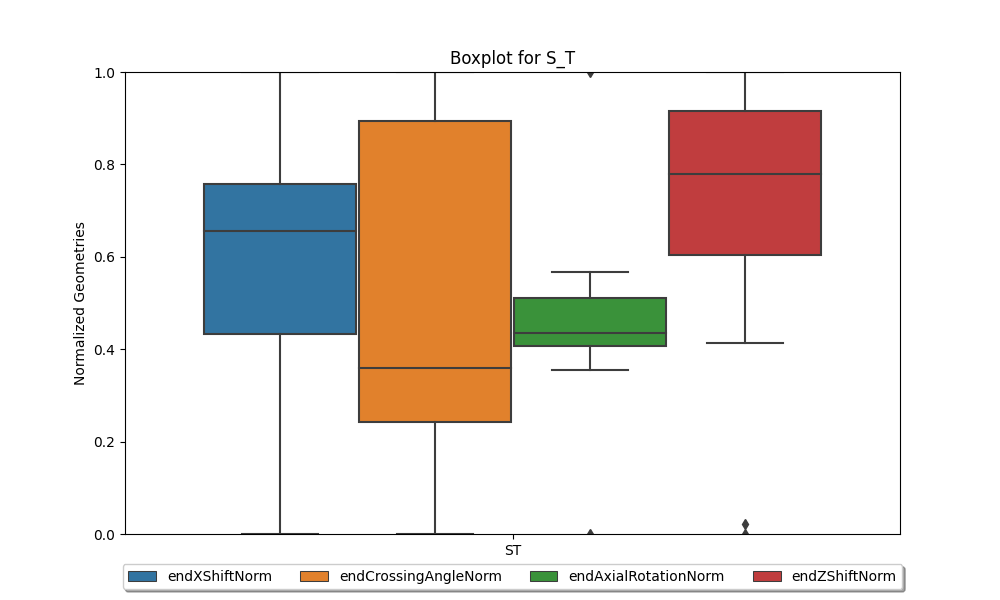 Boxplot for S_T
Normalized Geometries
1.0
0.8
0.6
0.4
0.2
0.0
ST
endXShiftNorm endCrossingAngleNorm endAxialRotationNorm endZShiftNorm